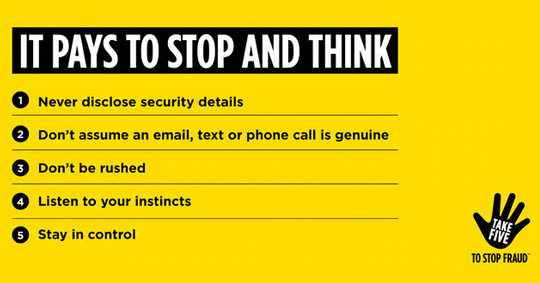 IT PAYS TO STOP AND THINK
1 Never disclose security details
2 Don’t assume an email, text or phone call is genuine
3 Don’t be rushed
4 Listen to your instincts
5 Stay in control
TAKE
FIVE
TO STOP FRAUD™